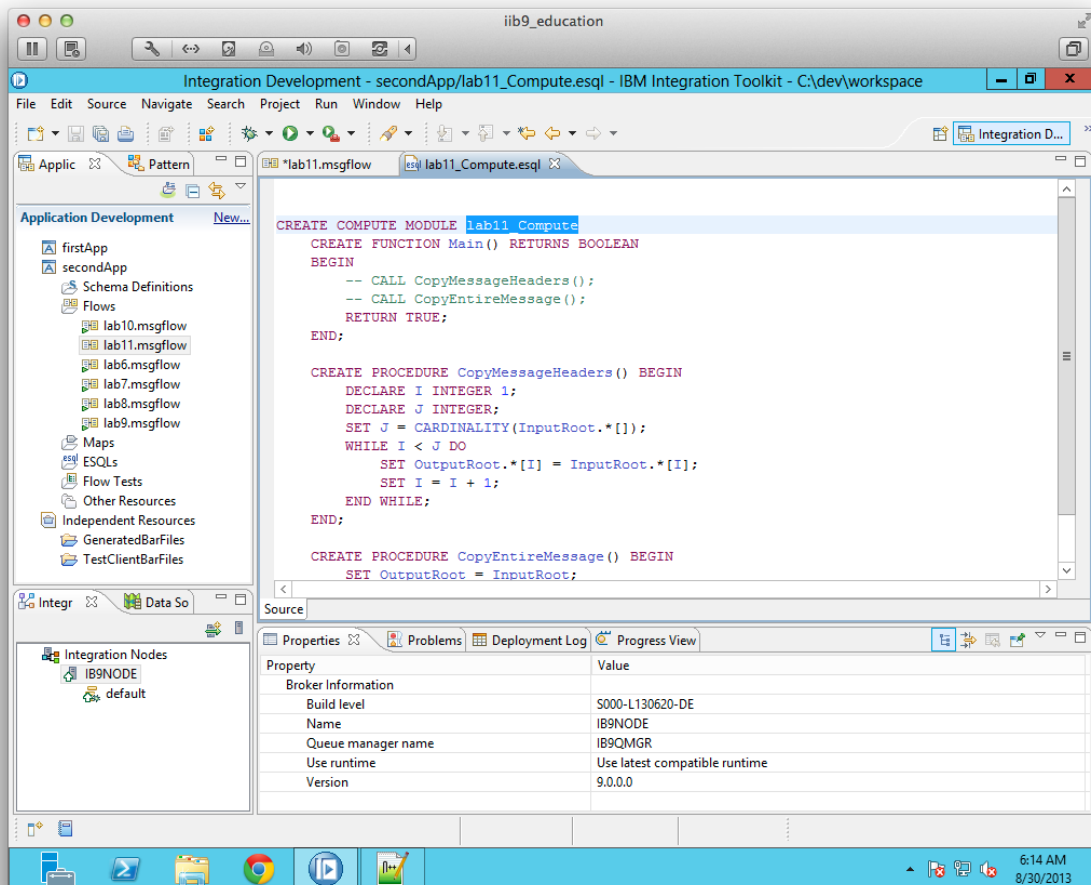 iib9_education
Integration Development - secondApp/lab11_Compute.esql - IBM Integration Toolkit - C:\dev\workspace
File Edit Source Navigate Search Project Run Window Help
Integration D...
Applic
Pattern
Application Development New...
firstApp
secondApp
Schema Definitions
Flows
lab10.msgflow
lab11.msgflow
lab6.msgflow
lab7.msgflow
lab8.msgflow
lab9.msgflow
Maps
esql ESQLs
Flow Tests
Other Resources
Independent Resources
GeneratedBarFiles
TestClientBarFiles
*lab11.msgflow
esql lab11_Compute.esql
CREATE COMPUTE MODULE lab11_Compute
CREATE FUNCTION Main() RETURNS BOOLEAN
BEGIN
-- CALL CopyMessageHeaders();
-- CALL CopyEntireMessage();
RETURN TRUE;
END;
CREATE PROCEDURE CopyMessageHeaders() BEGIN
DECLARE I INTEGER 1;
DECLARE J INTEGER;
SET J = CARDINALITY(InputRoot.*[]);
WHILE I < J DO
SET OutputRoot.*[I] = InputRoot.*[I];
SET I = I + 1;
END WHILE;
END;
CREATE PROCEDURE CopyEntireMessage() BEGIN
SET OutputRoot = InputRoot;
Source
Integr
Data So
Integration Nodes
IB9NODE
default
Properties
Problems
Deployment Log
Progress View
Property Value
Broker Information
Build level S000-L130620-DE
Name IB9NODE
Queue manager name IB9QMGR
Use runtime Use latest compatible runtime
Version 9.0.0.0
6:14 AM
8/30/2013